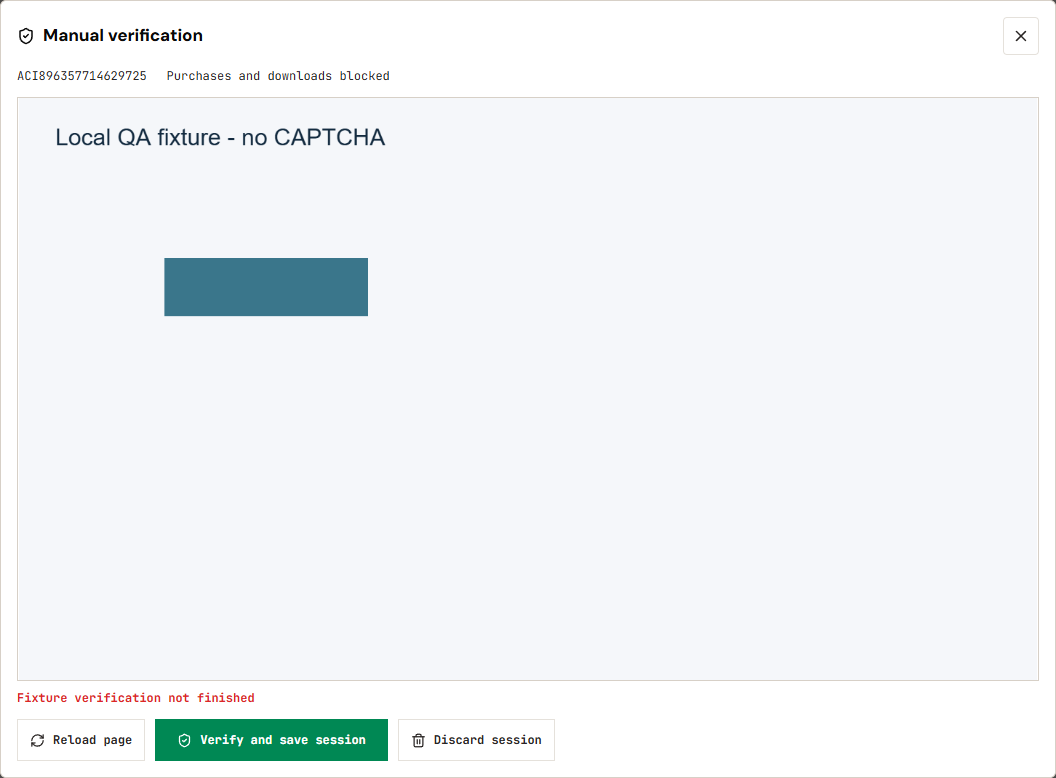 Manual verification
ACI896357714629725 Purchases and downloads blocked
Local QA fixture - no CAPTCHA
Fixture verification not finished
Reload page Verify and save session Discard session